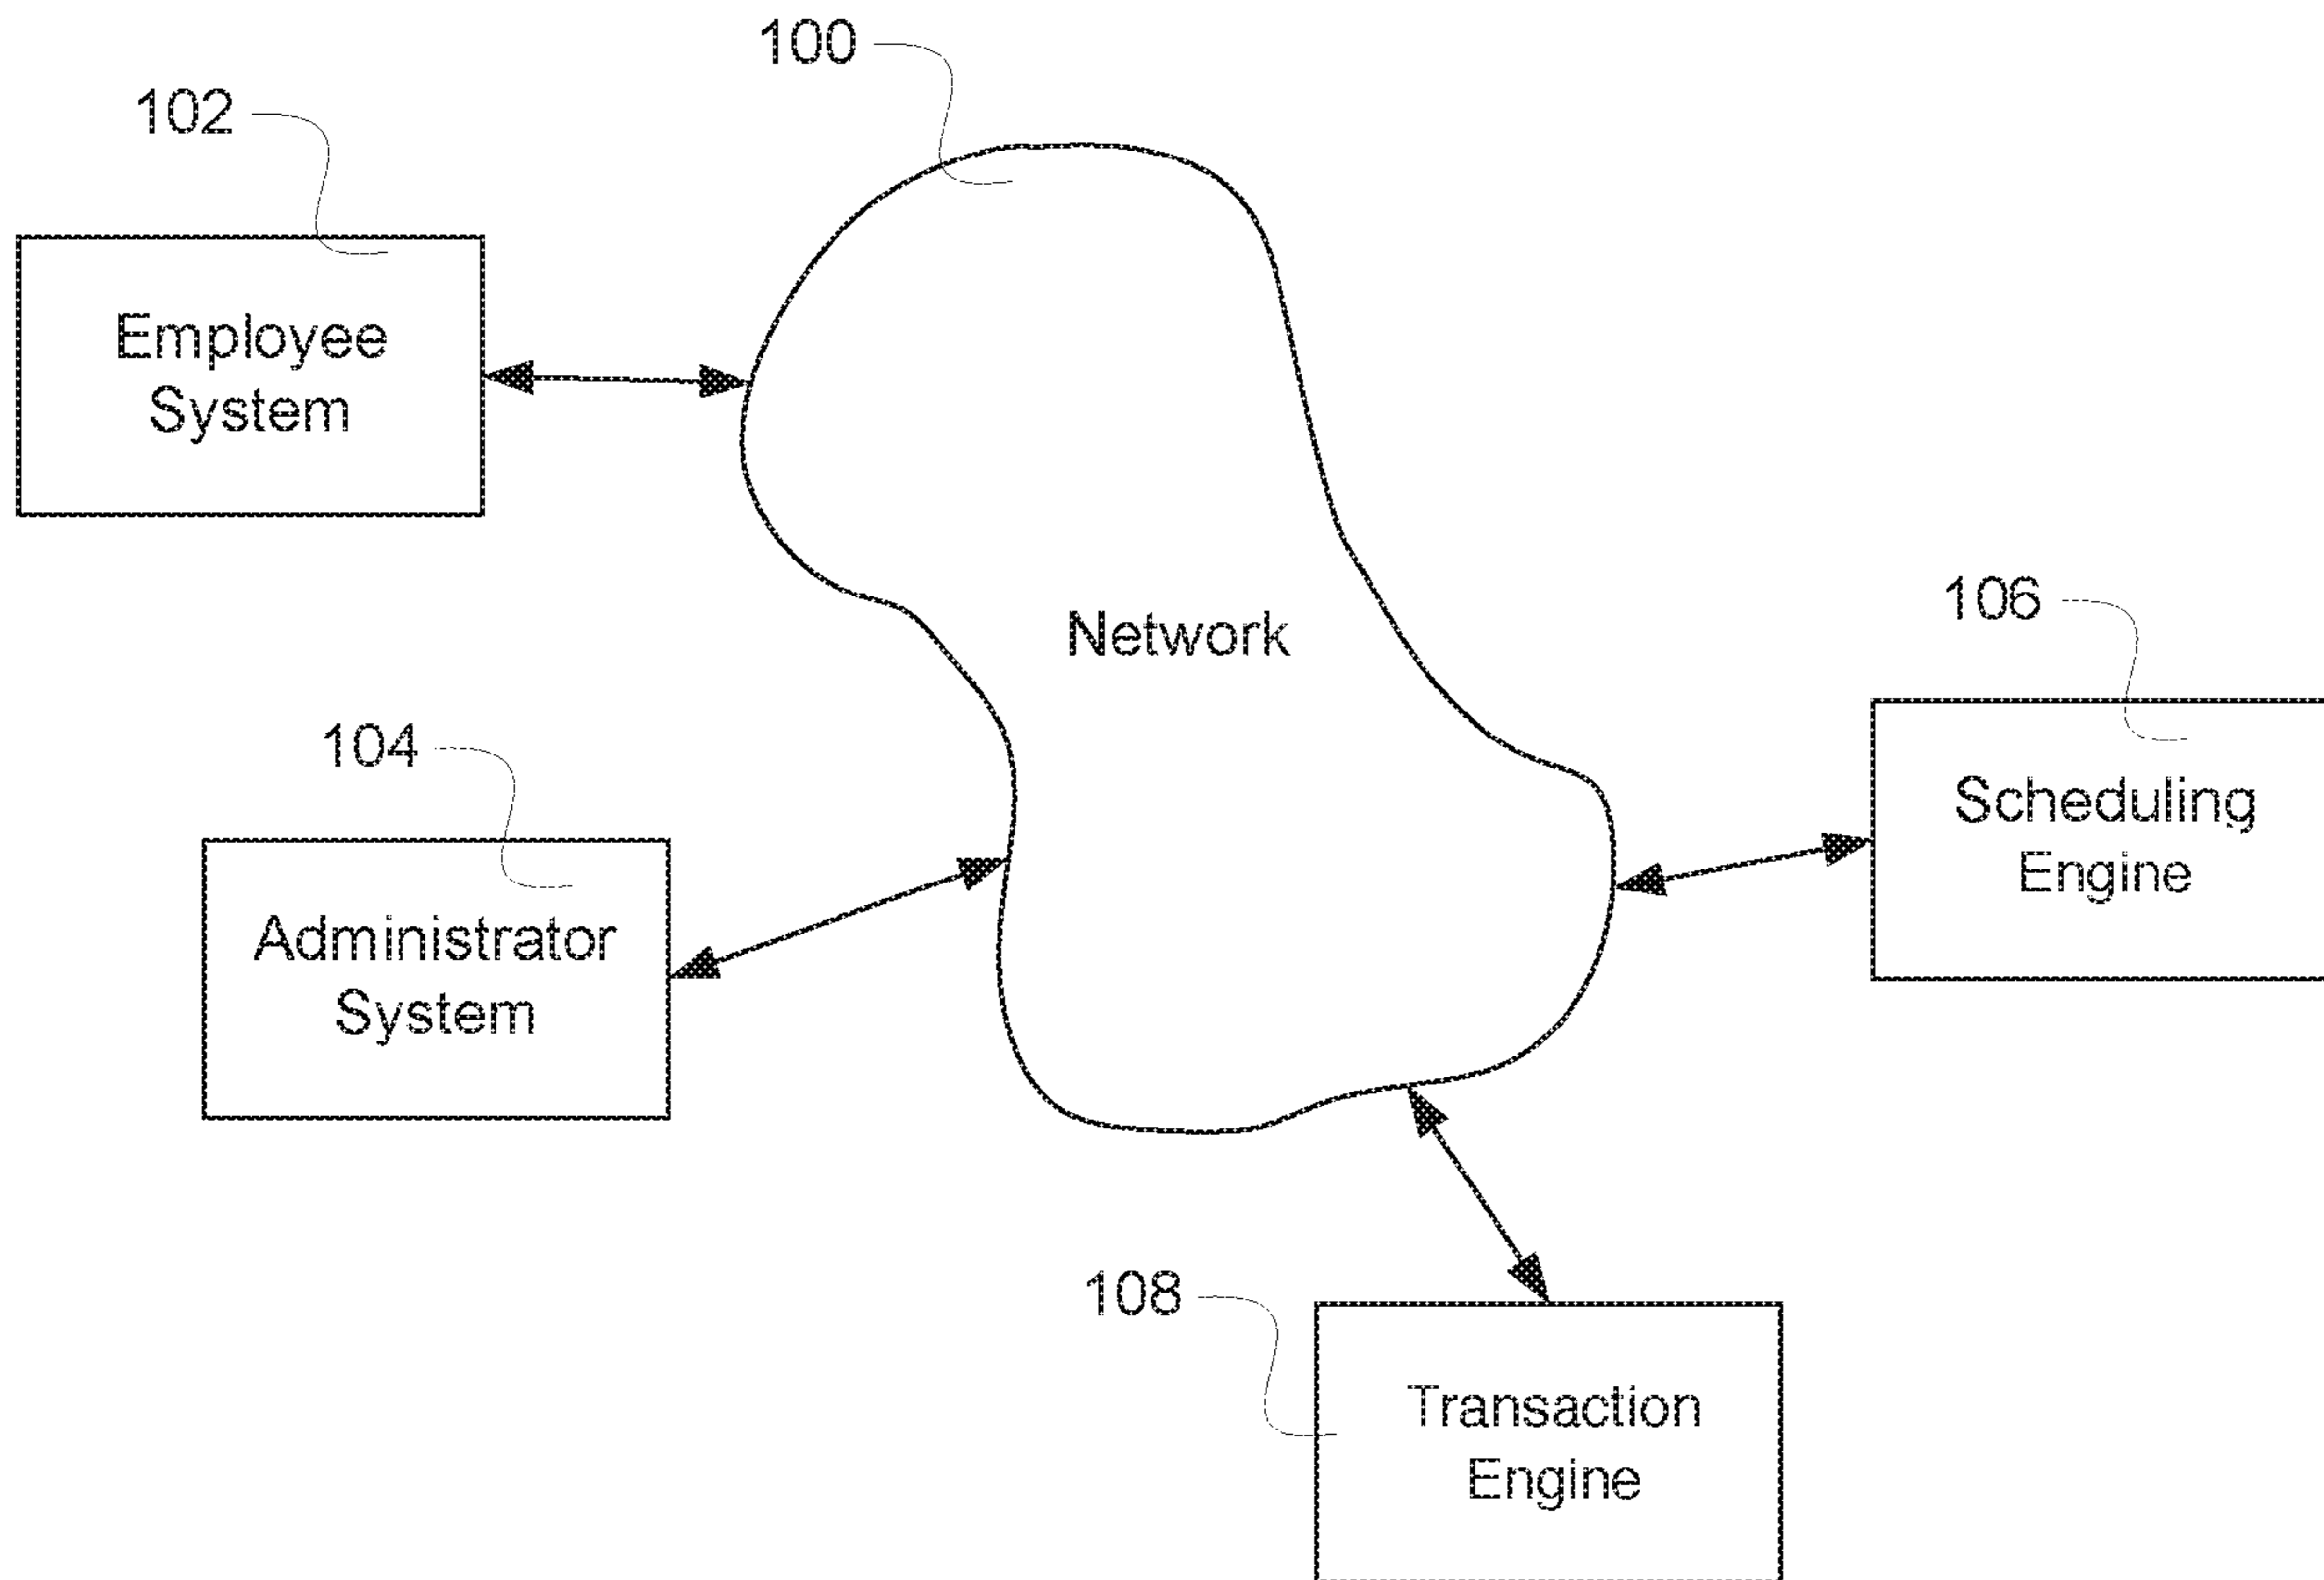 100
102
Employee
System
Network
106
104
Scheduling
Engine
Administrator
System
108
Transaction
Engine